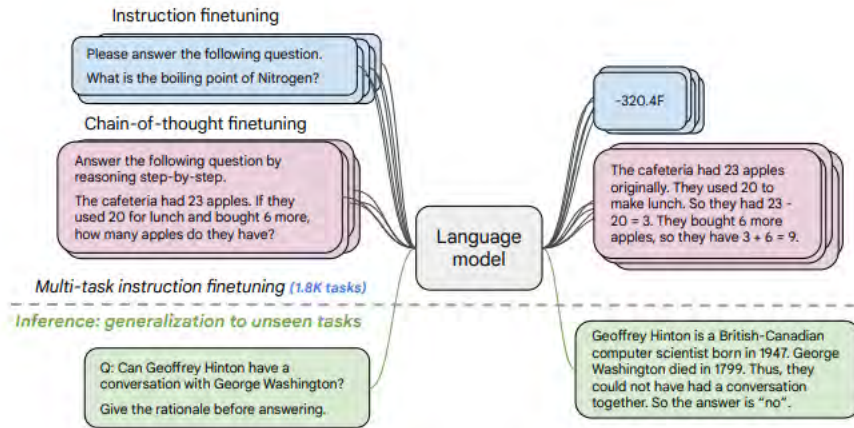 Instruction finetuning
Please answer the following question.
What is the boiling point of Nitrogen?
-320.4F
Chain-of-thought finetuning
Answer the following question by
reasoning step-by-step.
The cafeteria had 23 apples. If they
used 20 for lunch and bought 6 more,
how many apples do they have?
Language
model
The cafeteria had 23 apples
originally. They used 20 to
make lunch. So they had 23 -
20 = 3. They bought 6 more
apples, so they have 3 + 6 = 9.
Multi-task instruction finetuning (1.8K tasks)
Inference: generalization to unseen tasks
Q: Can Geoffrey Hinton have a
conversation with George Washington?
Give the rationale before answering.
Geoffrey Hinton is a British-Canadian
computer scientist born in 1947. George
Washington died in 1799. Thus, they
could not have had a conversation
together. So the answer is “no”.